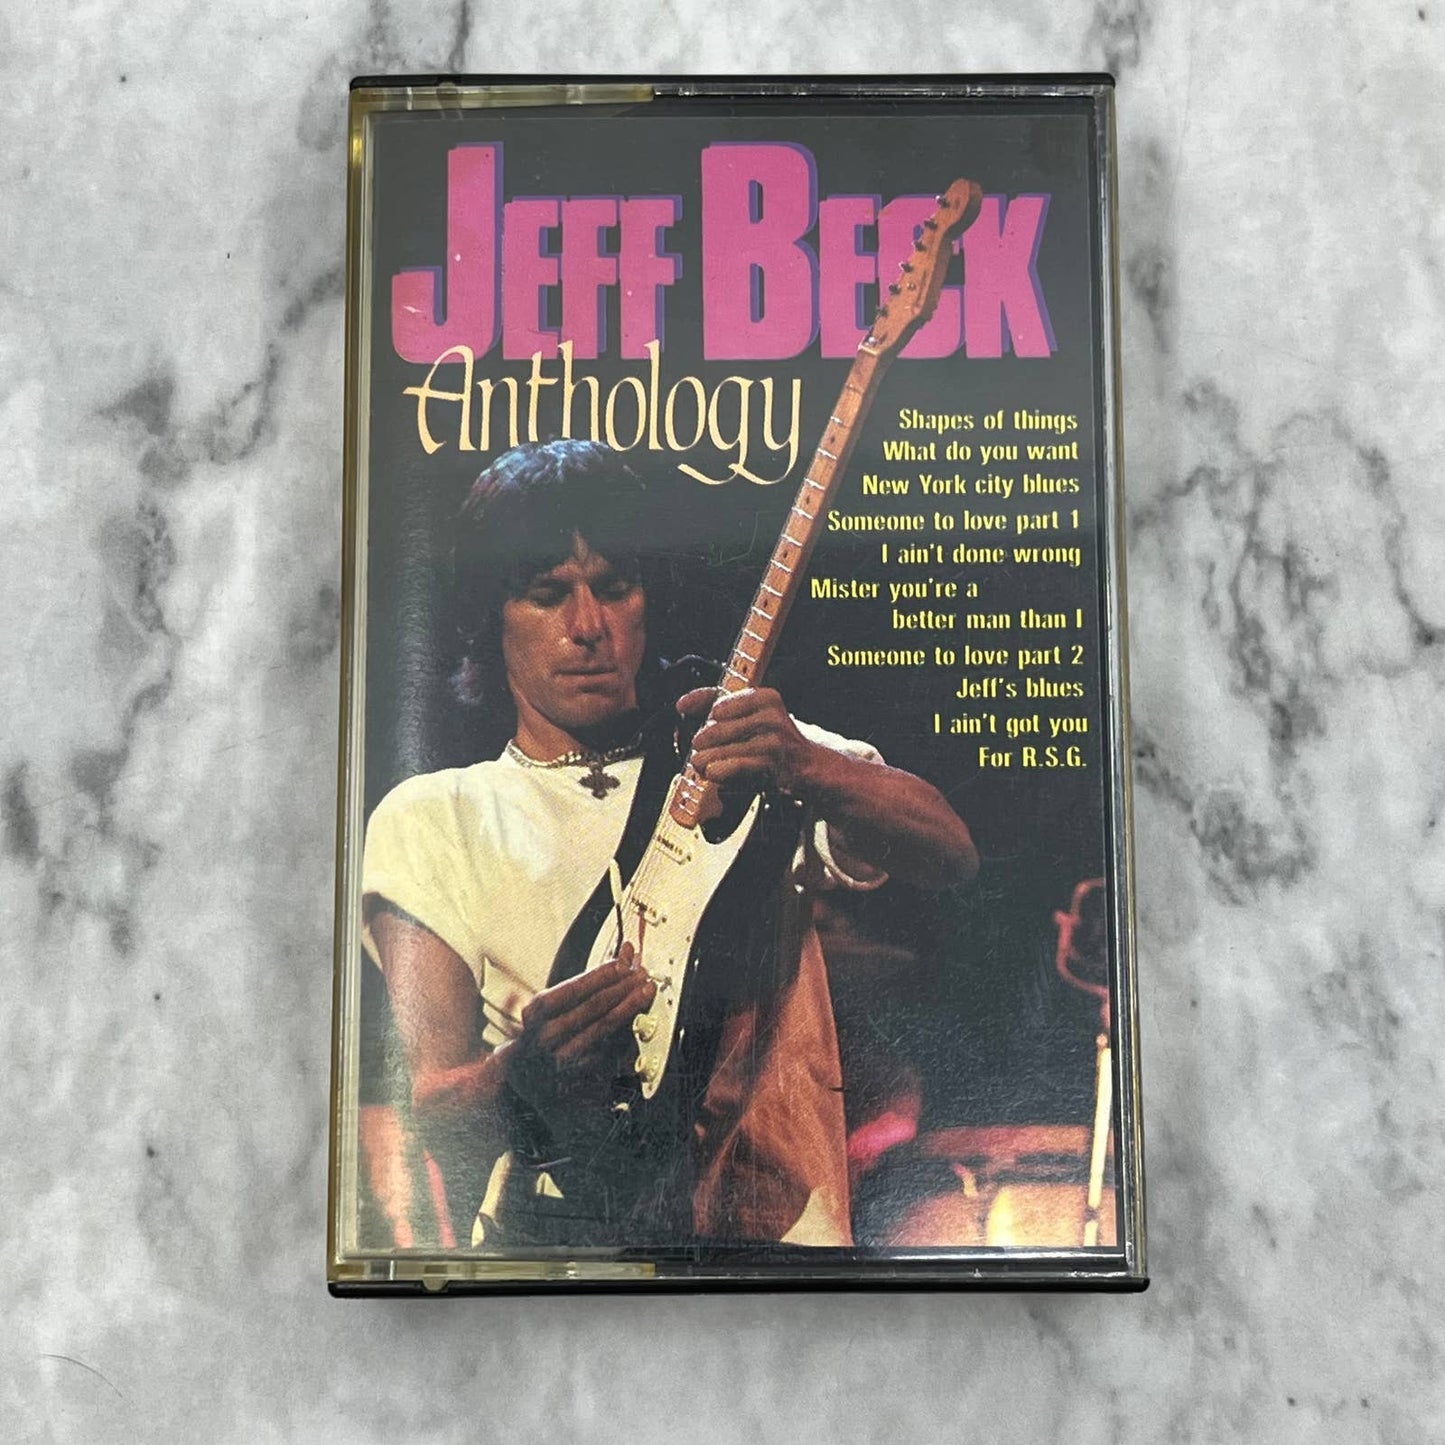 JEFF BECK
Anthology
Shapes of things
What do you want
New York city blues
Someone to love part 1
I ain't done wrong
Mister you're a
better man than I
Someone to love part 2
Jeff's blues
I ain't got you
For R.S.G.